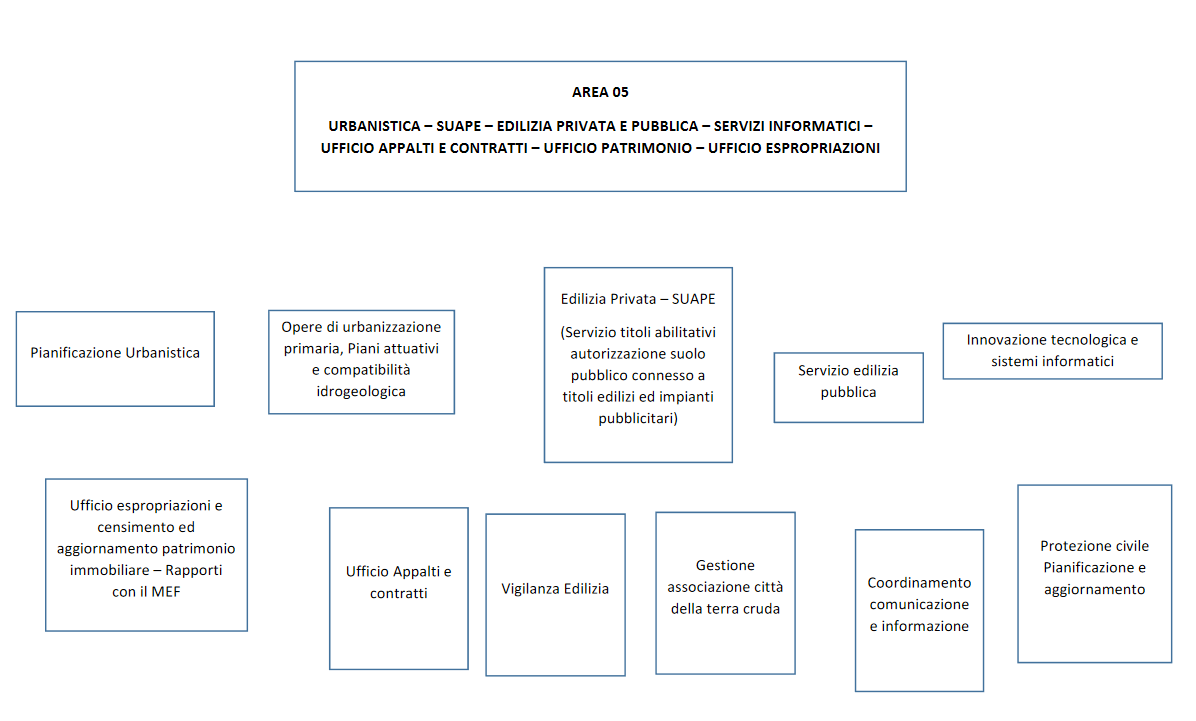 AREA 05
URBANISTICA – SUAPE – EDILIZIA PRIVATA E PUBBLICA – SERVIZI INFORMATICI –
UFFICIO APPALTI E CONTRATTI – UFFICIO PATRIMONIO – UFFICIO ESPROPRIAZIONI
Pianificazione Urbanistica
Opere di urbanizzazione
primaria, Piani attuativi
e compatibilità
idrogeologica
Edilizia Privata – SUAPE
(Servizio titoli abilitativi
autorizzazione suolo
pubblico connesso a
titoli edilizi ed impianti
pubblicitari)
Servizio edilizia
pubblica
Innovazione tecnologica e
sistemi informatici
Ufficio espropriazioni e
censimento ed
aggiornamento patrimonio
immobiliare – Rapporti
con il MEF
Ufficio Appalti e
contratti
Vigilanza Edilizia
Gestione
associazione città
della terra cruda
Coordinamento
comunicazione
e informazione
Protezione civile
Pianificazione e
aggiornamento